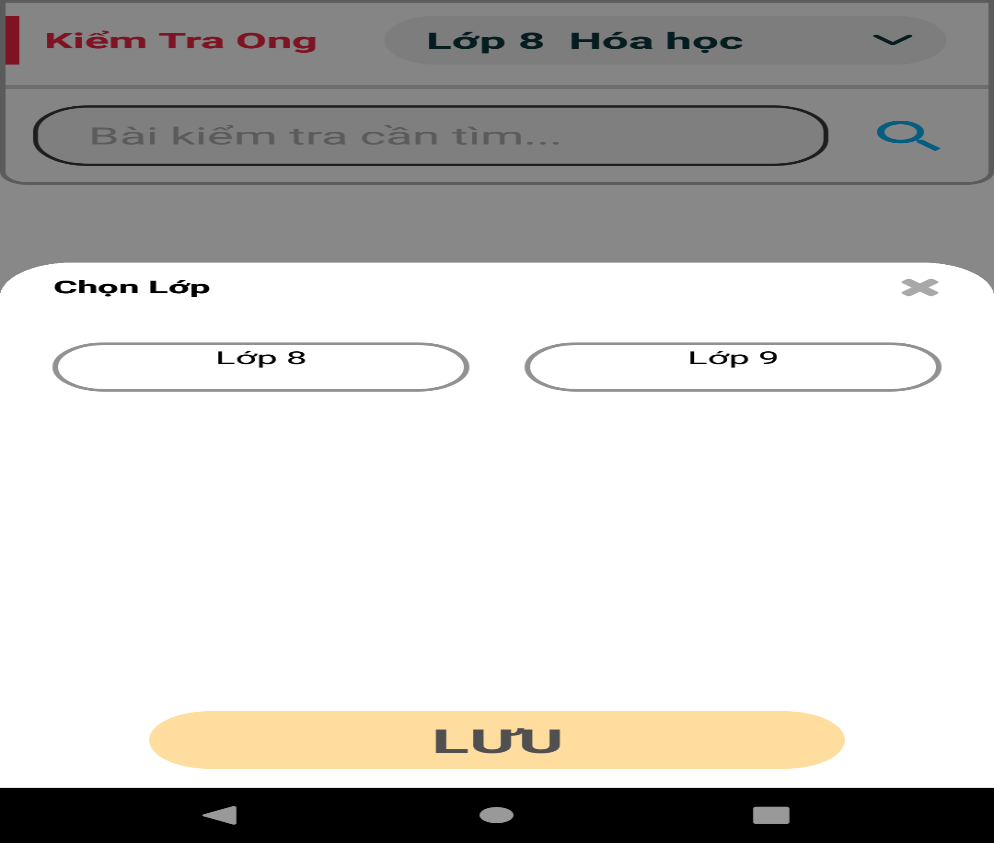 Kiểm Tra Ong
Lớp 8 Hóa học
Bài kiểm tra cần tìm...
Chọn Lớp
Lớp 8
Lớp 9
LƯU